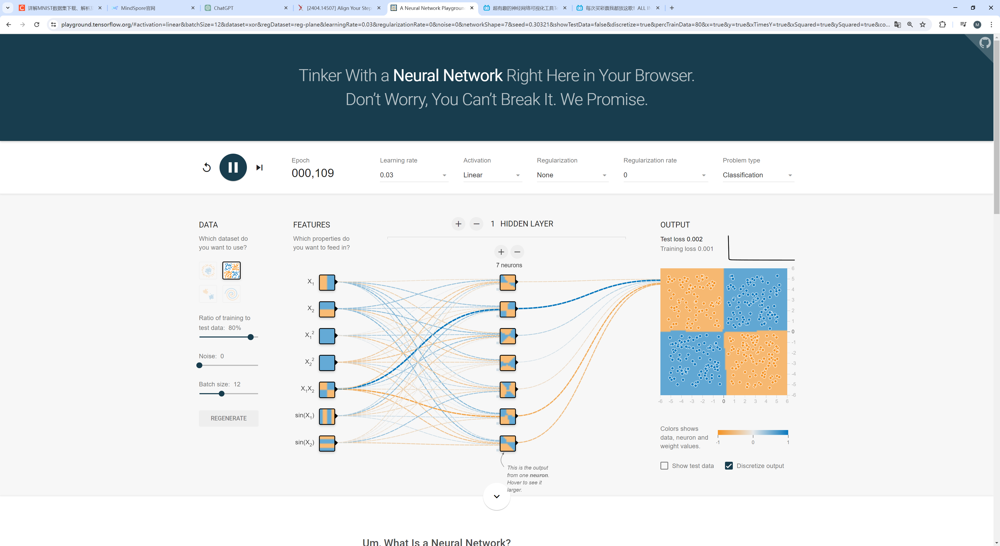 详解MNIST数据集下载、解析及
MindSpore官网
ChatGPT
[2404.14507] Align Your Step
A Neural Network Playground
超有趣的神经网络可视化工具Te
每次买彩票我都放这歌！ALL IN
playground.tensorflow.org/#activation=linear&batchSize=12&dataset=xor&regDataset=reg-plane&learningRate=0.03&regularizationRate=0&noise=0&networkShape=7&seed=0.30321&showTestData=false&discretize=true&percTrainData=80&x=true&y=true&xTimesY=true&xSquared=true&ySquared=true&co...
M
Tinker With a Neural Network Right Here in Your Browser.
Don't Worry, You Can't Break It. We Promise.
Epoch
000,109
Learning rate
0.03
Activation
Linear
Regularization
None
Regularization rate
0
Problem type
Classification
DATA
Which dataset do
you want to use?
Ratio of training to
test data: 80%
Noise: 0
Batch size: 12
REGENERATE
FEATURES
Which properties do
you want to feed in?
X1
X2
X1²
X2²
X1X2
sin(X1)
sin(X2)
1 HIDDEN LAYER
7 neurons
This is the output
from one neuron.
Hover to see it
larger.
OUTPUT
Test loss 0.002
Training loss 0.001
6
5
4
3
2
1
0
-1
-2
-3
-4
-5
-6
-6 -5 -4 -3 -2 -1 0 1 2 3 4 5 6
Colors shows
data, neuron and
weight values.
-1 0 1
Show test data
Discretize output
Um, What Is a Neural Network?